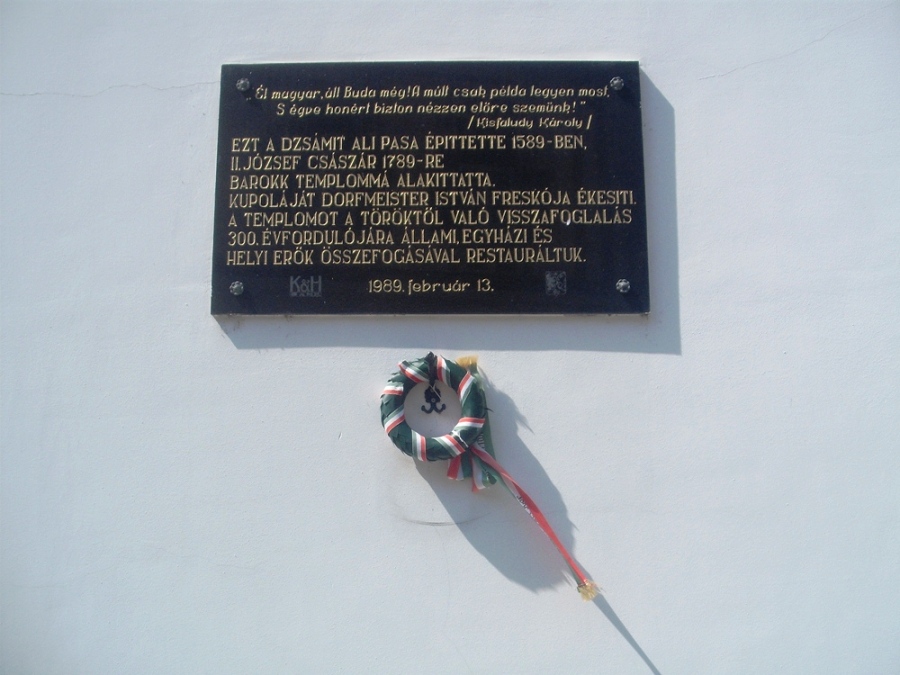 "Él magyar, áll Buda még! A múlt csak példa legyen most,
S égve honért bizton nézzen előre szemünk!"
/Kisfaludy Károly/
EZT A DZSÁMIT ALI PASA ÉPITTETTE 1589-BEN,
II. JÓZSEF CSÁSZÁR 1789-RE
BAROKK TEMPLOMMÁ ALAKITTATTA.
KUPOLÁJÁT DORFMEISTER ISTVÁN FRESKÓJA ÉKESITI.
A TEMPLOMOT A TÖRÖKTŐL VALÓ VISSZAFOGLALÁS
300. ÉVFORDULÓJÁRA ÁLLAMI, EGYHÁZI ÉS
HELYI ERŐK ÖSSZEFOGÁSÁVAL RESTAURÁLTUK.
K&H
1989. február 13.